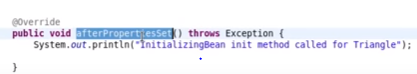 @Override
public void afterPropertiesSet() throws Exception {
System.out.println("InitializingBean init method called for Triangle");
}